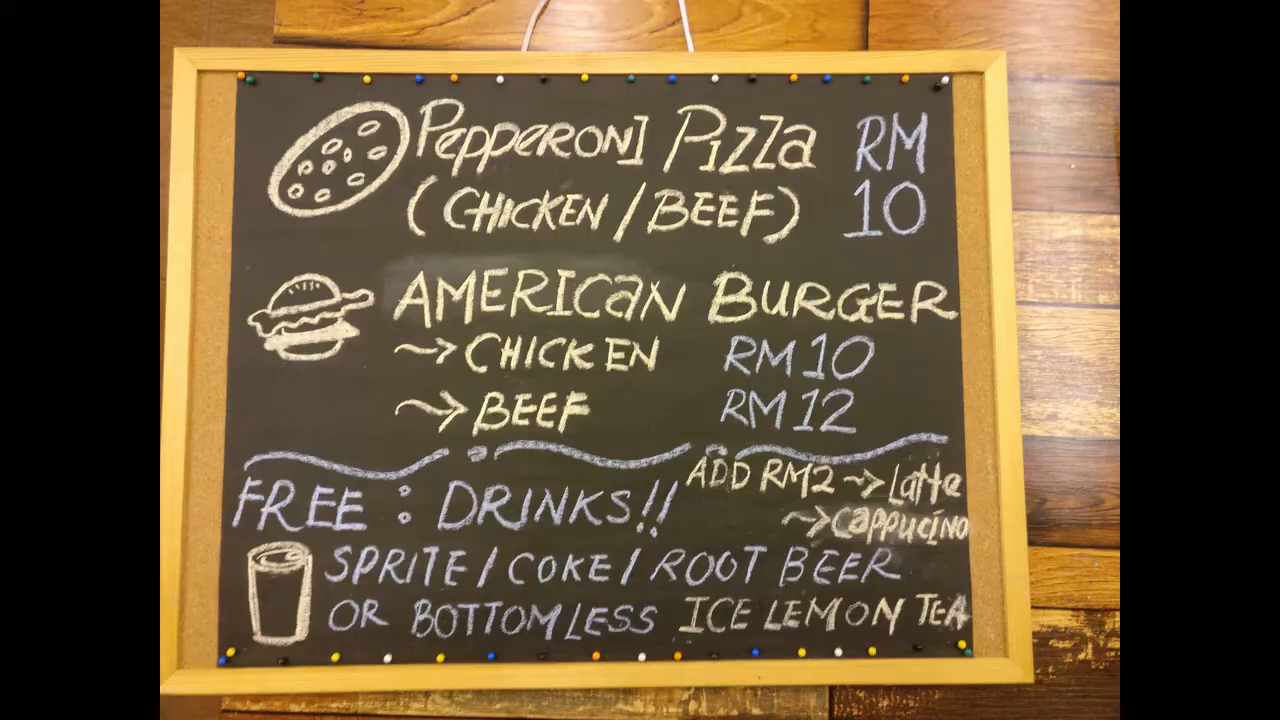 PepperonI PizZa RM
(CHICKEN / BEEF) 10
AMERICaN BURGER
~> CHICKEN RM 10
~> BEEF RM 12
ADD RM2 ~> Latte
FREE : DRINKS!! ~> Cappucino
SPRITE / COKE / ROOT BEER
OR BOTTOMLESS ICE LEMON TEA